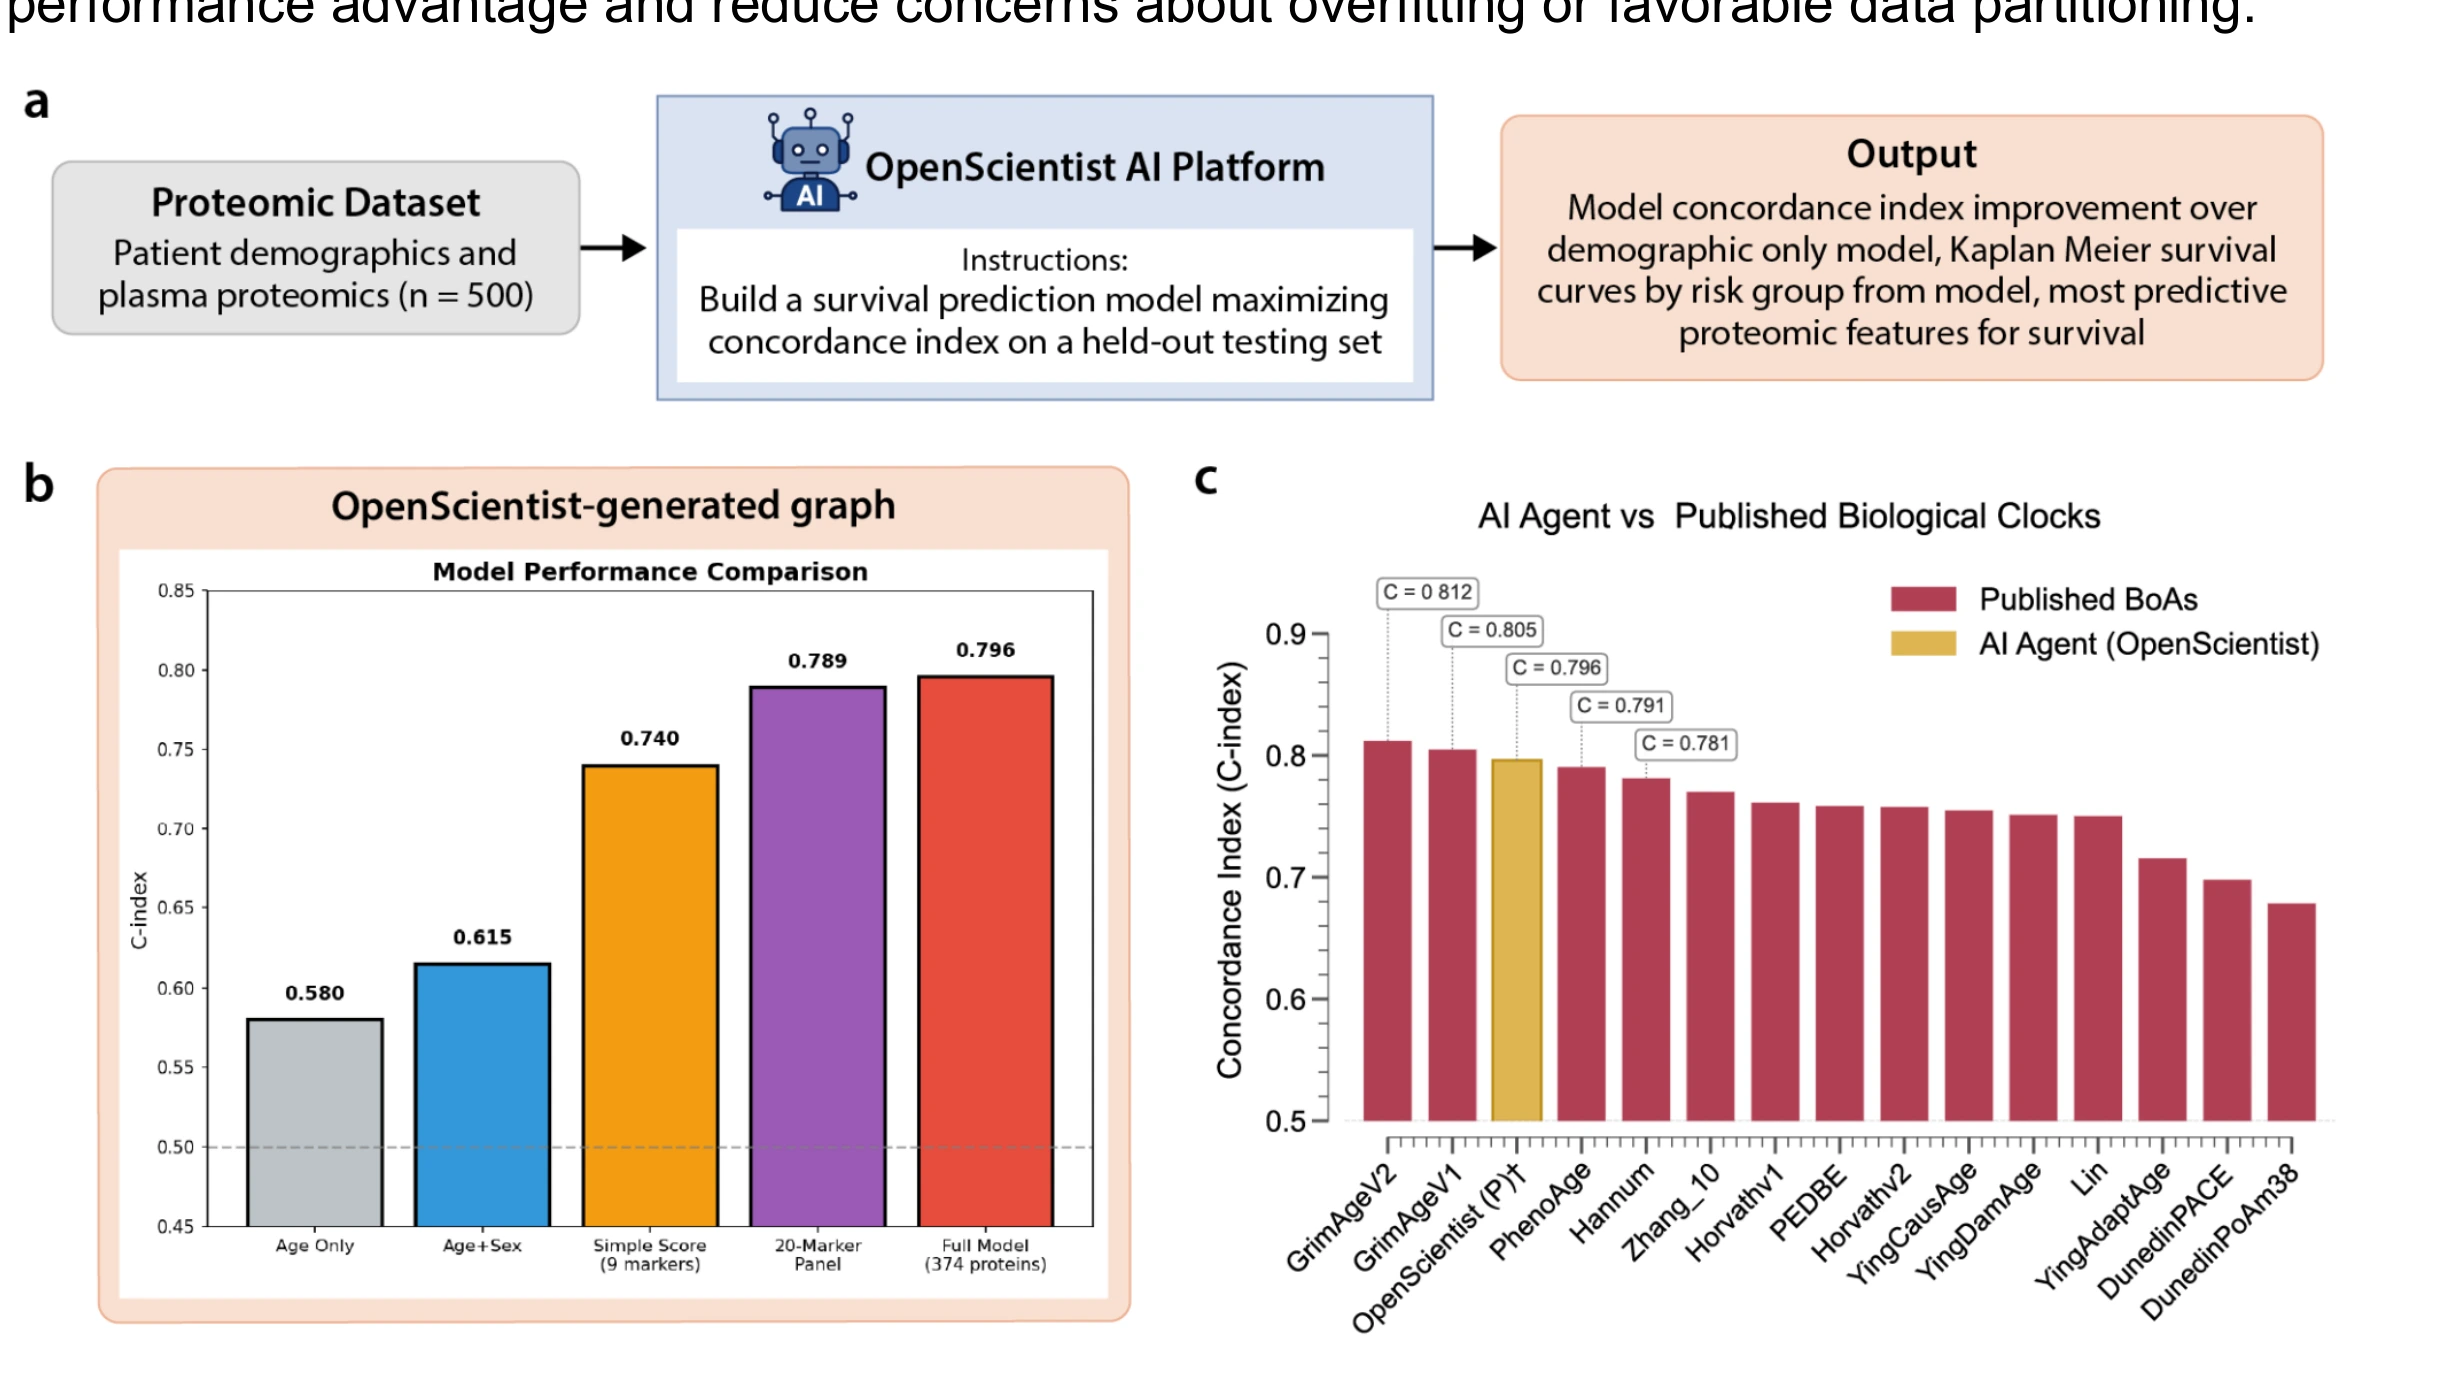 performance advantage and reduce concerns about overfitting or favorable data partitioning.
a
Proteomic Dataset
Patient demographics and
plasma proteomics (n = 500)
AI
OpenScientist AI Platform
Instructions:
Build a survival prediction model maximizing
concordance index on a held-out testing set
Output
Model concordance index improvement over
demographic only model, Kaplan Meier survival
curves by risk group from model, most predictive
proteomic features for survival
b
OpenScientist-generated graph
Model Performance Comparison
C-index
0.85
0.80
0.75
0.70
0.65
0.60
0.55
0.50
0.45
0.580
0.615
0.740
0.789
0.796
Age Only
Age+Sex
Simple Score
(9 markers)
20-Marker
Panel
Full Model
(374 proteins)
c
AI Agent vs Published Biological Clocks
Published BoAs
AI Agent (OpenScientist)
C = 0 812
C = 0.805
C = 0.796
C = 0.791
C = 0.781
Concordance Index (C-index)
0.9
0.8
0.7
0.6
0.5
GrimAgeV2
GrimAgeV1
OpenScientist (P)†
PhenoAge
Hannum
Zhang_10
Horvathv1
PEDBE
Horvathv2
YingCausAge
YingDamAge
Lin
YingAdaptAge
DunedinPACE
DunedinPoAm38